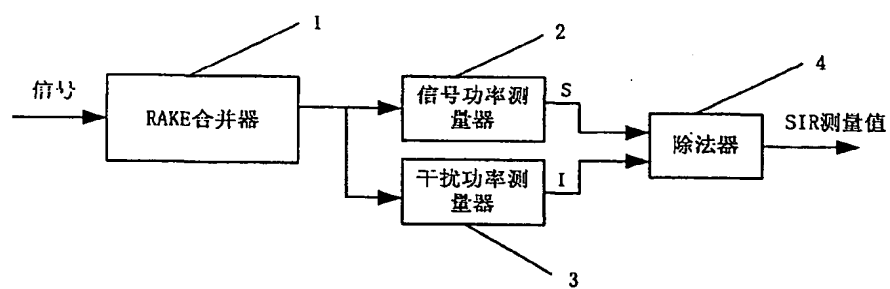 1
2
4
信号
RAKE合并器
信号功率测
量器
S
除法器
SIR测量值
干扰功率测
量器
I
3